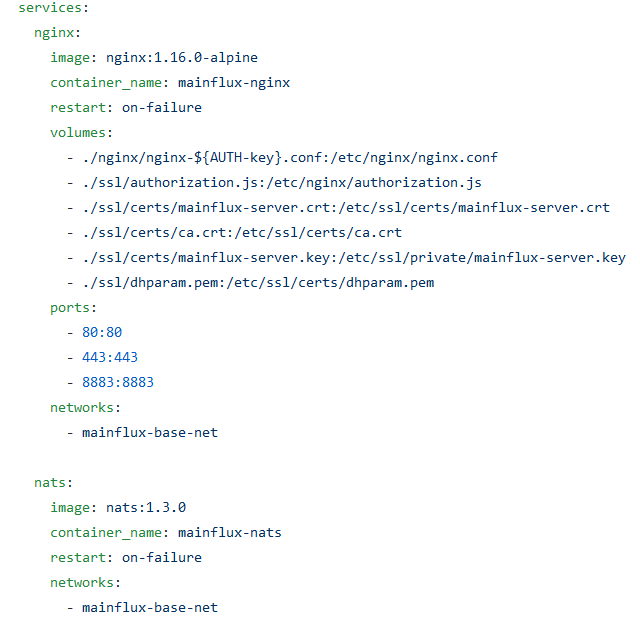 services:
  nginx:
    image: nginx:1.16.0-alpine
    container_name: mainflux-nginx
    restart: on-failure
    volumes:
      - ./nginx/nginx-${AUTH-key}.conf:/etc/nginx/nginx.conf
      - ./ssl/authorization.js:/etc/nginx/authorization.js
      - ./ssl/certs/mainflux-server.crt:/etc/ssl/certs/mainflux-server.crt
      - ./ssl/certs/ca.crt:/etc/ssl/certs/ca.crt
      - ./ssl/certs/mainflux-server.key:/etc/ssl/private/mainflux-server.key
      - ./ssl/dhparam.pem:/etc/ssl/certs/dhparam.pem
    ports:
      - 80:80
      - 443:443
      - 8883:8883
    networks:
      - mainflux-base-net

  nats:
    image: nats:1.3.0
    container_name: mainflux-nats
    restart: on-failure
    networks:
      - mainflux-base-net